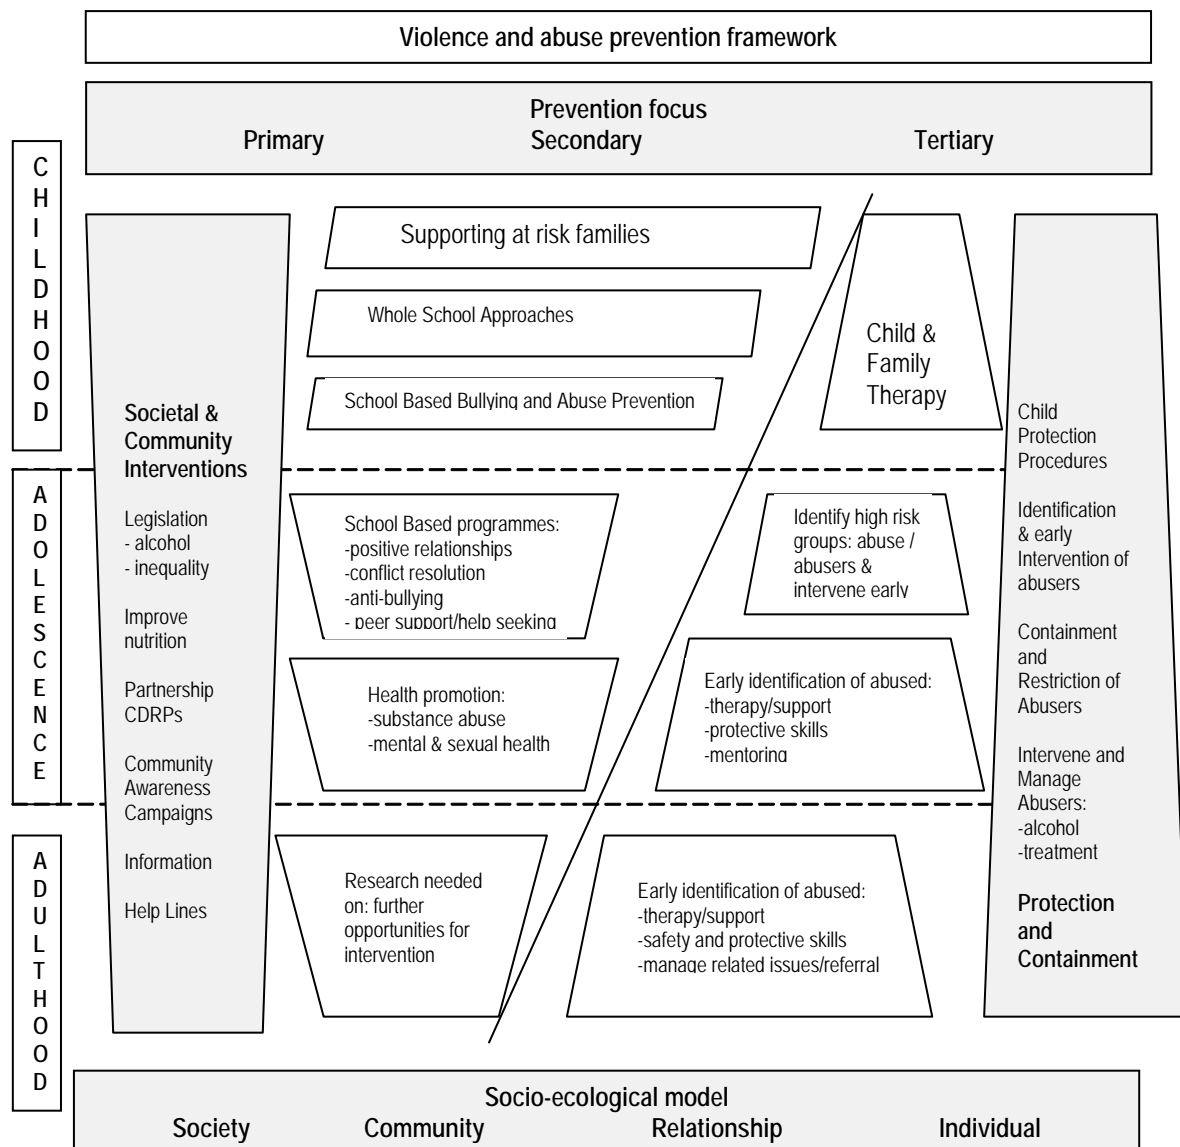 Violence and abuse prevention framework
Prevention focus
Primary Secondary Tertiary
CHILDHOOD
Supporting at risk families
Whole School Approaches
School Based Bullying and Abuse Prevention
Child &
Family
Therapy
ADOLESCENCE
School Based programmes:
-positive relationships
-conflict resolution
-anti-bullying
- peer support/help seeking
Identify high risk
groups: abuse /
abusers &
intervene early
Health promotion:
-substance abuse
-mental & sexual health
Early identification of abused:
-therapy/support
-protective skills
-mentoring
ADULTHOOD
Research needed
on: further
opportunities for
intervention
Early identification of abused:
-therapy/support
-safety and protective skills
-manage related issues/referral
Societal &
Community
Interventions
Legislation
- alcohol
- inequality
Improve
nutrition
Partnership
CDRPs
Community
Awareness
Campaigns
Information
Help Lines
Child
Protection
Procedures
Identification
& early
Intervention of
abusers
Containment
and
Restriction of
Abusers
Intervene and
Manage
Abusers:
-alcohol
-treatment
Protection
and
Containment
Socio-ecological model
Society Community Relationship Individual